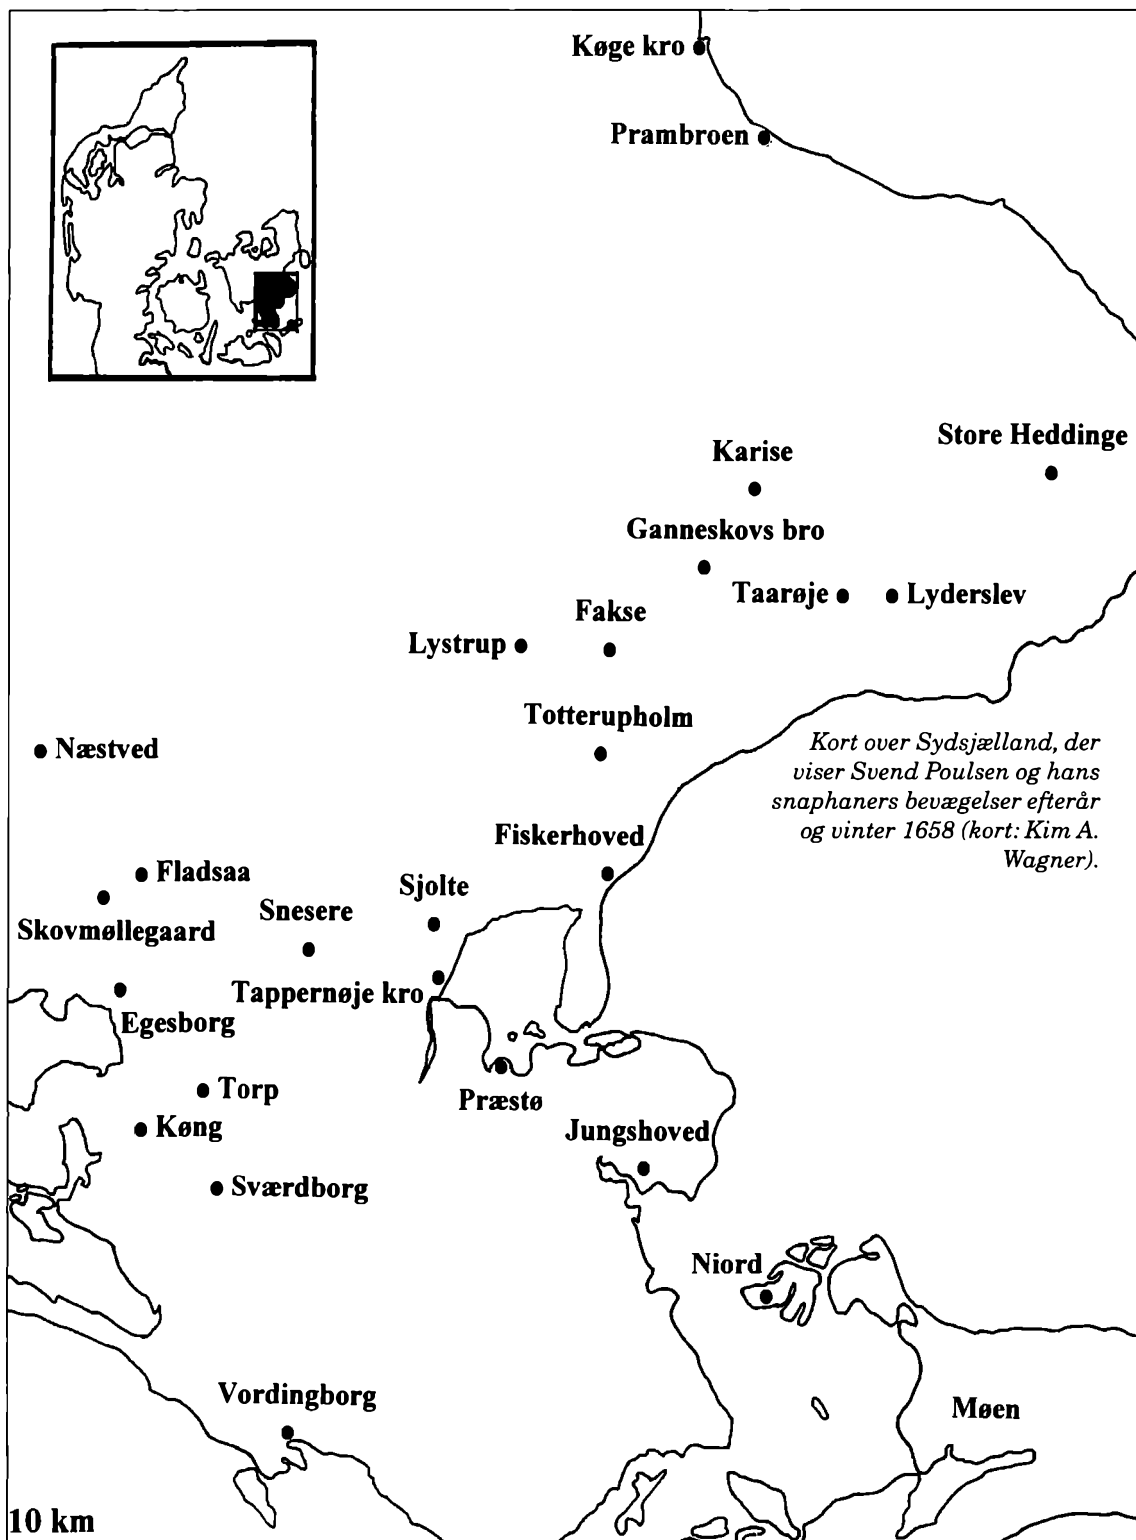 Køge kro
Prambroen
Store Heddinge
Karise
Ganneskovs bro
Taarøje
Lyderslev
Fakse
Lystrup
Totterupholm
Næstved
Kort over Sydsjælland, der
viser Svend Poulsen og hans
snaphaners bevægelser efterår
og vinter 1658 (kort: Kim A.
Wagner).
Fiskerhoved
Fladsaa
Sjolte
Snesere
Skovmøllegaard
Tappernøje kro
Egesborg
Torp
Præstø
Køng
Jungshoved
Sværdborg
Niord
Vordingborg
Møen
10 km